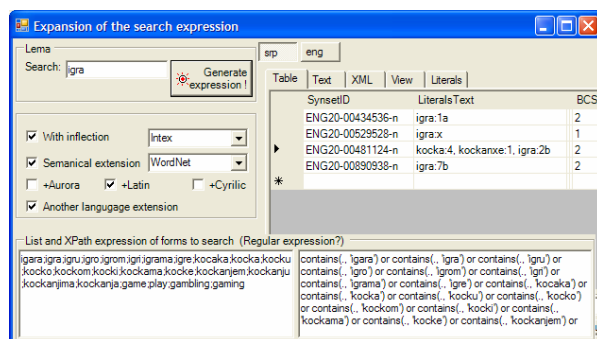 Expansion of the search expression
Lema
Search: igra
Generate
expression !
With inflection Intex
Semanical extension WordNet
+Aurora +Latin +Cyrilic
Another langugage extension
srp eng
Table Text XML View Literals
SynsetID LiteralsText BCS
ENG20-00434536-n igra:1a 2
ENG20-00529528-n igra:x 1
ENG20-00481124-n kocka:4, kockanxe:1, igra:2b 2
ENG20-00890938-n igra:7b 2
List and XPath expression of forms to search (Regular expression?)
igara;igra;igru;igro;igrom;igri;igrama;igre;kocaka;kocka;kocku
;kocko;kockom;kocki;kockama;kocke;kockanjem;kockanju
;kockanjima;kockanja;game;play;gambling;gaming
contains(., 'igara') or contains(., 'igra') or contains(., 'igru') or
contains(., 'igro') or contains(., 'igrom') or contains(., 'igri') or
contains(., 'igrama') or contains(., 'igre') or contains(., 'kocaka') or
contains(., 'kocka') or contains(., 'kocku') or contains(., 'kocko')
or contains(., 'kockom') or contains(., 'kocki') or contains(.,
'kockama') or contains(., 'kocke') or contains(., 'kockanjem') or